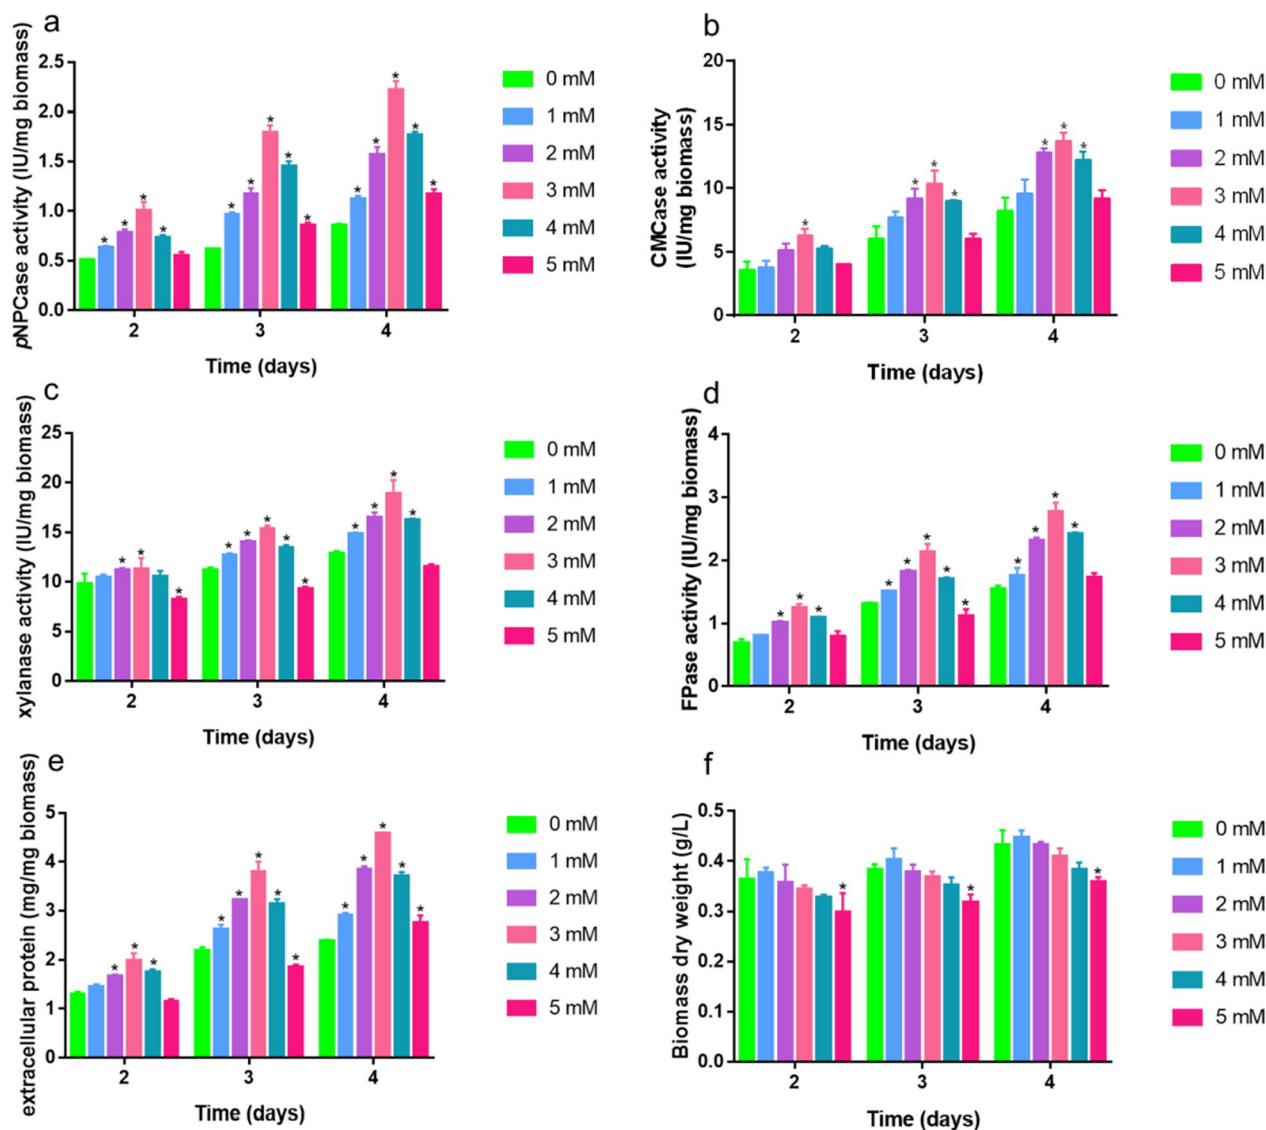 a
pNPCase activity (IU/mg biomass)
2.5
2.0
1.5
1.0
0.5
0.0
* * * *
* * * * *
* * * * *
2 3 4
Time (days)
0 mM
1 mM
2 mM
3 mM
4 mM
5 mM
b
CMCase activity
(IU/mg biomass)
20
15
10
5
0
*
* * *
* * *
2 3 4
Time (days)
0 mM
1 mM
2 mM
3 mM
4 mM
5 mM
c
xylanase activity (IU/mg biomass)
25
20
15
10
5
0
* * *
* * * * *
* * * *
2 3 4
Time (days)
0 mM
1 mM
2 mM
3 mM
4 mM
5 mM
d
FPase activity (IU/mg biomass)
4
3
2
1
0
* * *
* * * * *
* * * *
2 3 4
Time (days)
0 mM
1 mM
2 mM
3 mM
4 mM
5 mM
e
extracellular protein (mg/mg biomass)
5
4
3
2
1
0
* * *
* * * * *
* * * * *
2 3 4
Time (days)
0 mM
1 mM
2 mM
3 mM
4 mM
5 mM
f
Biomass dry weight (g/L)
0.5
0.4
0.3
0.2
0.1
0.0
*
*
*
2 3 4
Time (days)
0 mM
1 mM
2 mM
3 mM
4 mM
5 mM